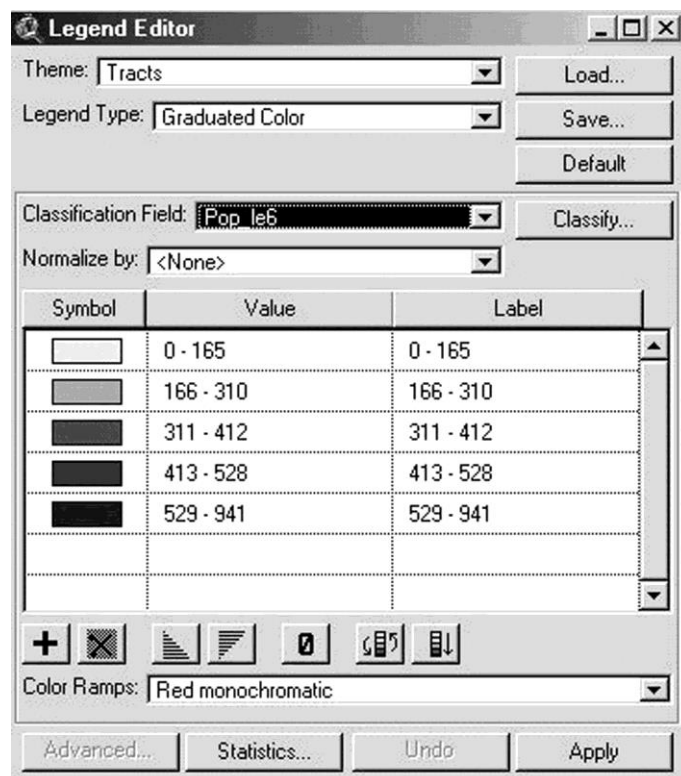 Legend Editor
Theme: Tracts
Load...
Legend Type: Graduated Color
Save...
Default
Classification Field: Pop_le6
Classify...
Normalize by: <None>
Symbol Value Label
0 - 165 0 - 165
166 - 310 166 - 310
311 - 412 311 - 412
413 - 528 413 - 528
529 - 941 529 - 941
0
Color Ramps: Red monochromatic
Advanced... Statistics... Undo Apply